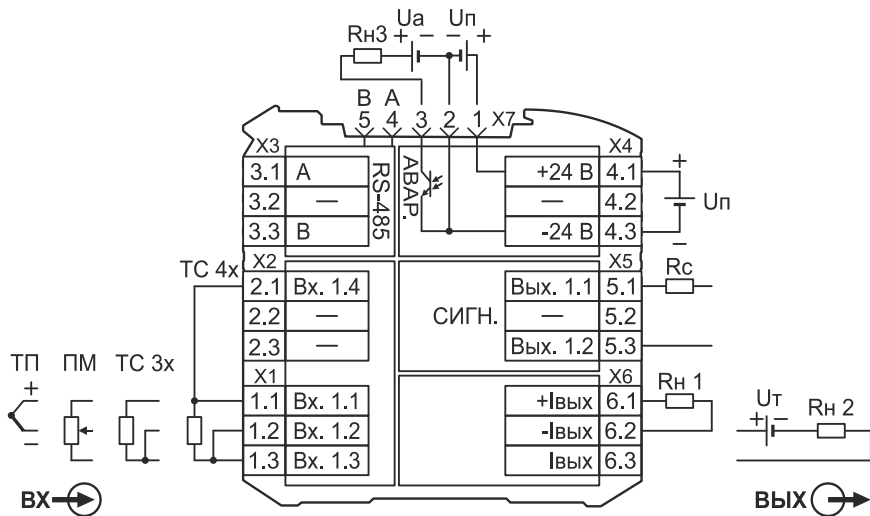 Uа Uп
Rн3 + − − +
B A
5 4 3 2 1 X7
X3 X4
3.1 A RS-485 АВАР. +24 В 4.1 +
3.2 — — 4.2 Uп
3.3 B -24 В 4.3 −
ТС 4х X2 X5 Rс
2.1 Вх. 1.4 Вых. 1.1 5.1
2.2 — СИГН. — 5.2
2.3 — Вых. 1.2 5.3
ТП ПМ ТС 3х X1 X6 Rн 1
+ 1.1 Вх. 1.1 +Iвых 6.1 Uт
− 1.2 Вх. 1.2 -Iвых 6.2 + − Rн 2
1.3 Вх. 1.3 Iвых 6.3
ВХ ВЫХ